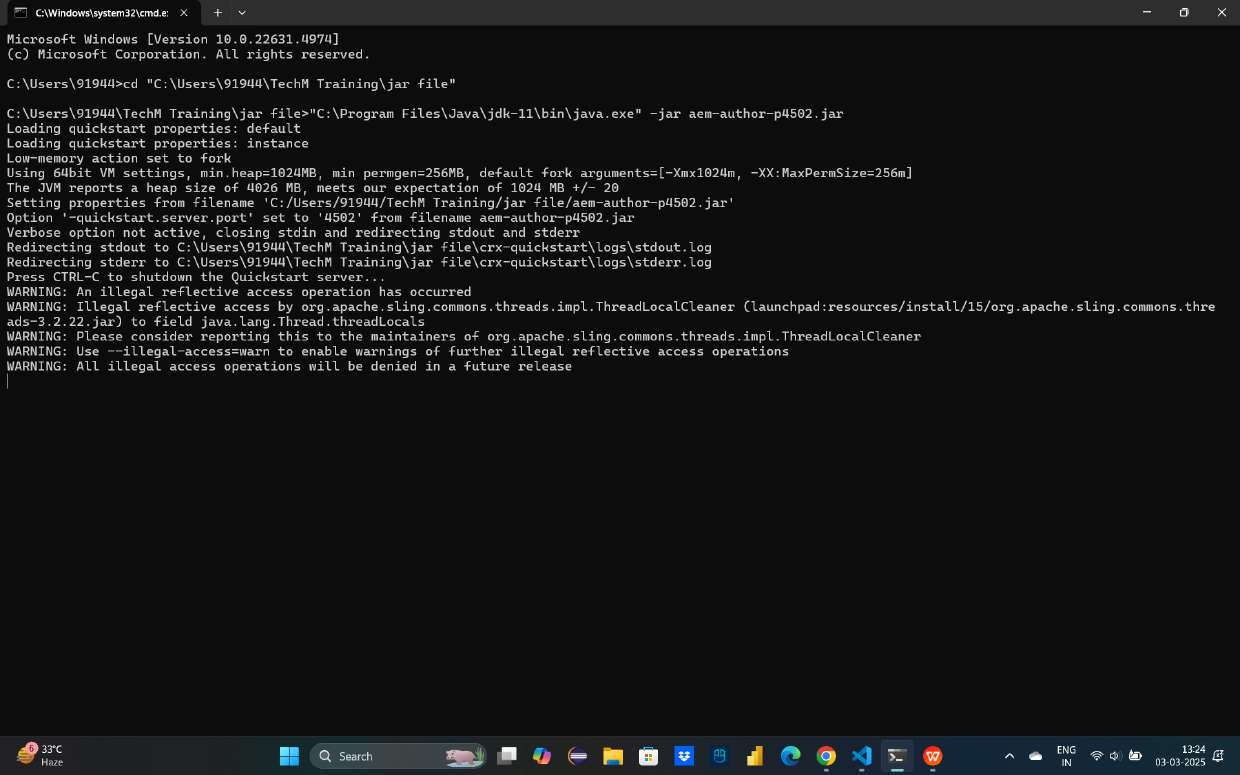 C:\Windows\system32\cmd.e:
Microsoft Windows [Version 10.0.22631.4974]
(c) Microsoft Corporation. All rights reserved.
C:\Users\91944>cd "C:\Users\91944\TechM Training\jar file"
C:\Users\91944\TechM Training\jar file>"C:\Program Files\Java\jdk-11\bin\java.exe" -jar aem-author-p4502.jar
Loading quickstart properties: default
Loading quickstart properties: instance
Low-memory action set to fork
Using 64bit VM settings, min.heap=1024MB, min permgen=256MB, default fork arguments=[-Xmx1024m, -XX:MaxPermSize=256m]
The JVM reports a heap size of 4026 MB, meets our expectation of 1024 MB +/- 20
Setting properties from filename 'C:/Users/91944/TechM Training/jar file/aem-author-p4502.jar'
Option '-quickstart.server.port' set to '4502' from filename aem-author-p4502.jar
Verbose option not active, closing stdin and redirecting stdout and stderr
Redirecting stdout to C:\Users\91944\TechM Training\jar file\crx-quickstart\logs\stdout.log
Redirecting stderr to C:\Users\91944\TechM Training\jar file\crx-quickstart\logs\stderr.log
Press CTRL-C to shutdown the Quickstart server...
WARNING: An illegal reflective access operation has occurred
WARNING: Illegal reflective access by org.apache.sling.commons.threads.impl.ThreadLocalCleaner (launchpad:resources/install/15/org.apache.sling.commons.thre
ads-3.2.22.jar) to field java.lang.Thread.threadLocals
WARNING: Please consider reporting this to the maintainers of org.apache.sling.commons.threads.impl.ThreadLocalCleaner
WARNING: Use --illegal-access=warn to enable warnings of further illegal reflective access operations
WARNING: All illegal access operations will be denied in a future release
6
33°C
Haze
Search
ENG
IN
13:24
03-03-2025